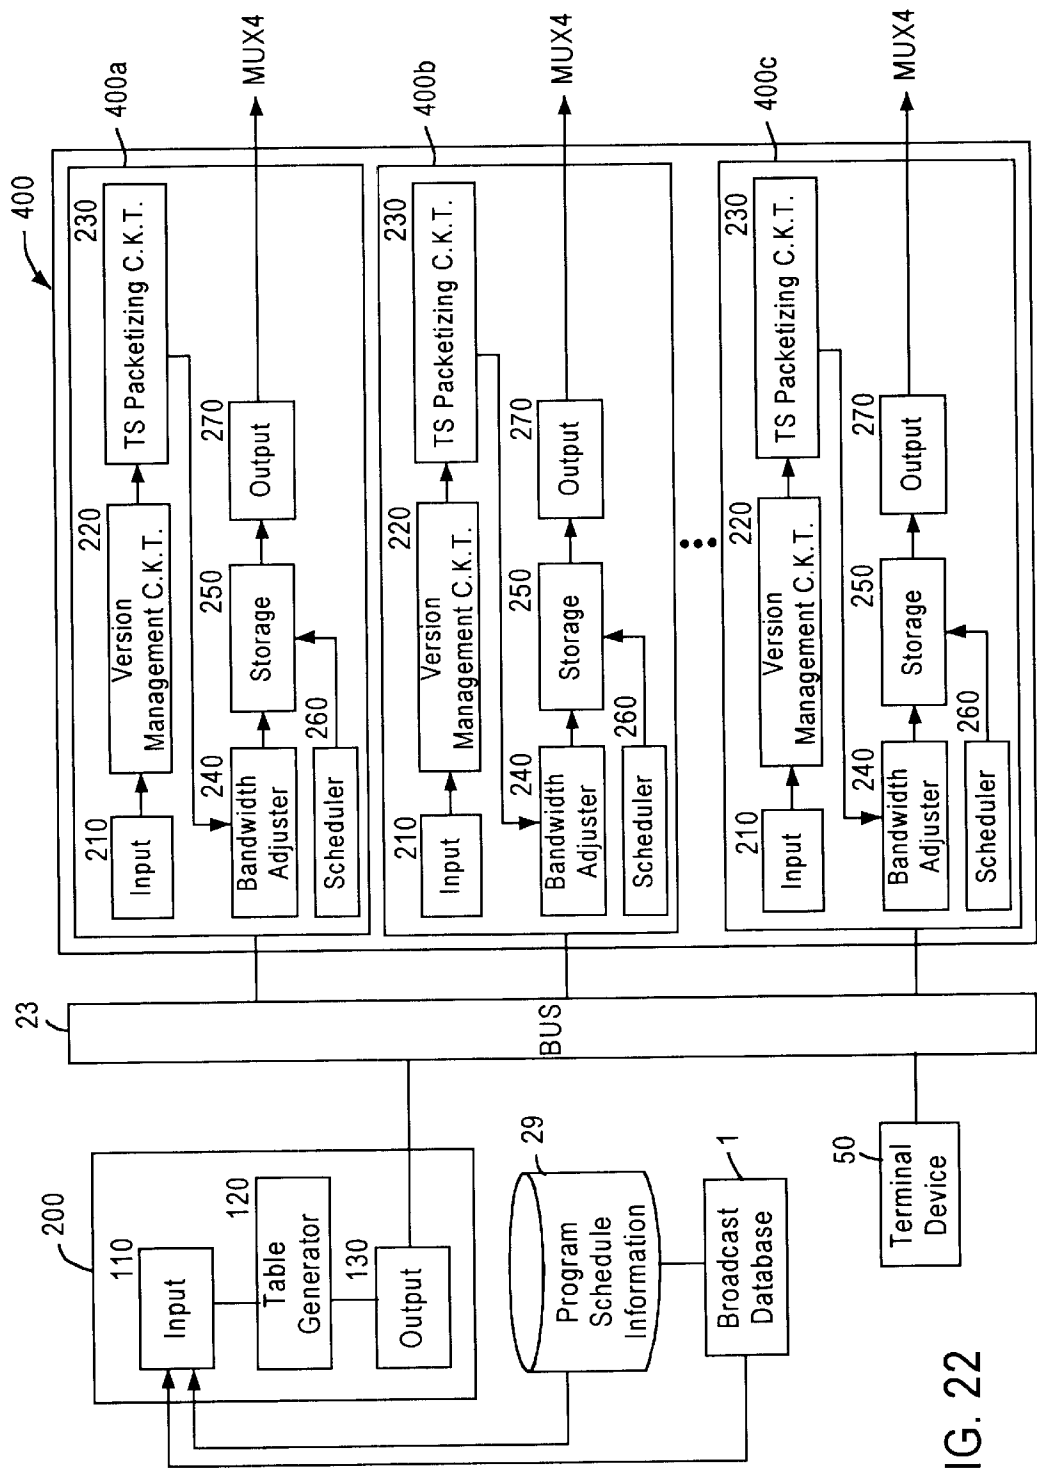 400
400a
210
Input
220
Version
Management C.K.T.
230
TS Packetizing C.K.T.
240
Bandwidth
Adjuster
250
Storage
270
Output
260
Scheduler
MUX4
400b
210
Input
220
Version
Management C.K.T.
230
TS Packetizing C.K.T.
240
Bandwidth
Adjuster
250
Storage
270
Output
260
Scheduler
MUX4
400c
210
Input
220
Version
Management C.K.T.
230
TS Packetizing C.K.T.
240
Bandwidth
Adjuster
250
Storage
270
Output
260
Scheduler
MUX4
23
BUS
200
110
Input
120
Table
Generator
130
Output
29
Program
Schedule
Information
1
Broadcast
Database
50
Terminal
Device
IG. 22